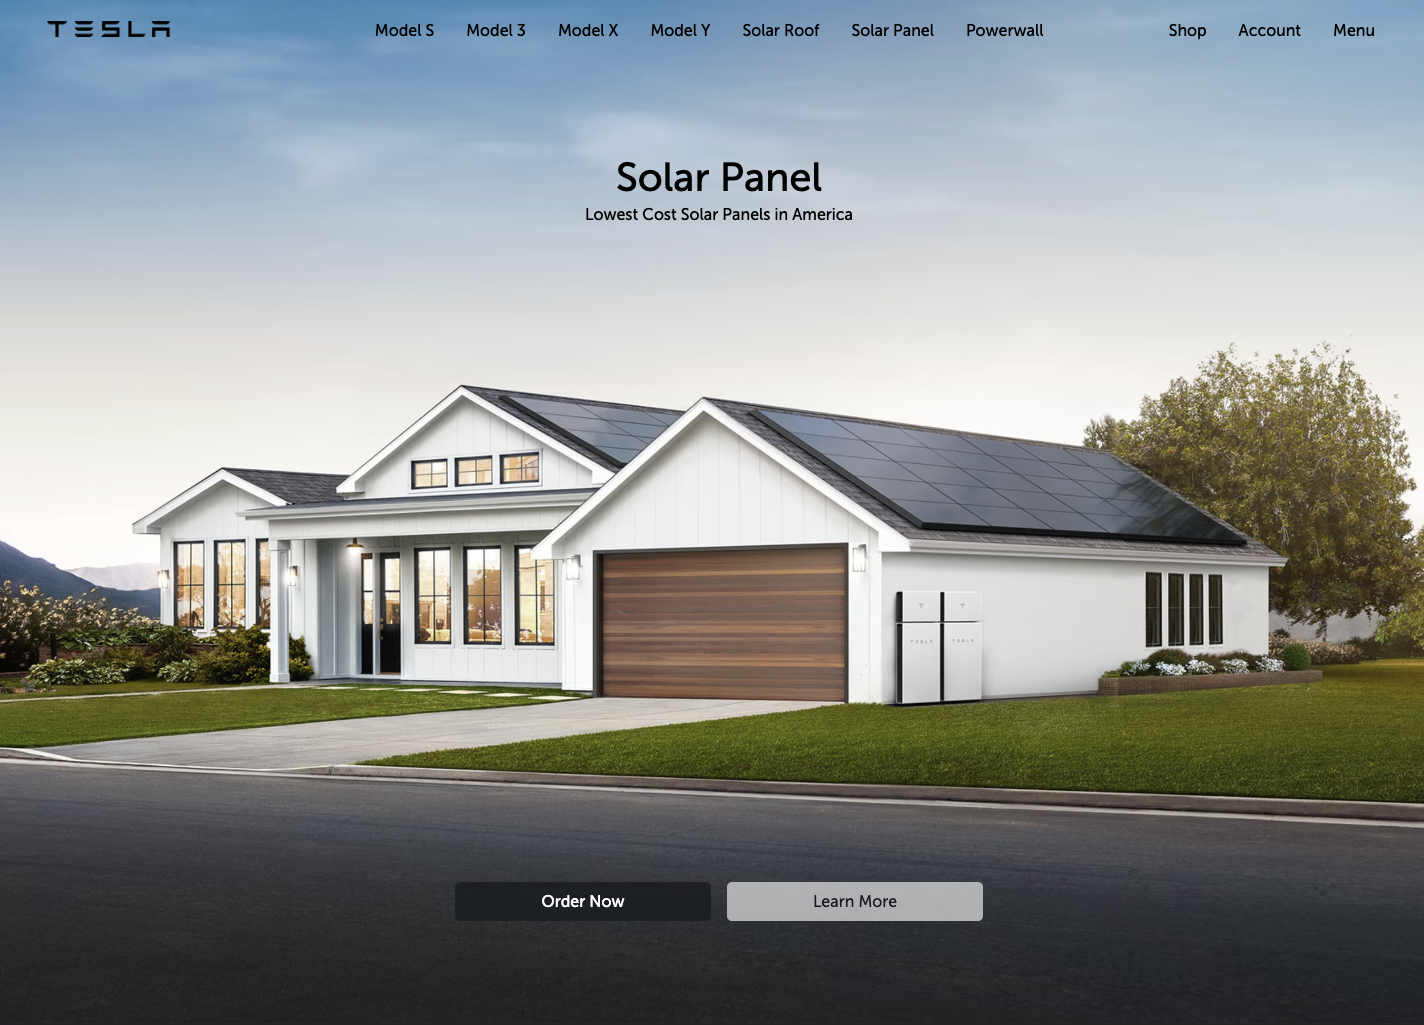 TESLA Model S Model 3 Model X Model Y Solar Roof Solar Panel Powerwall Shop Account Menu
Solar Panel
Lowest Cost Solar Panels in America
TESLA TESLA
Order Now Learn More